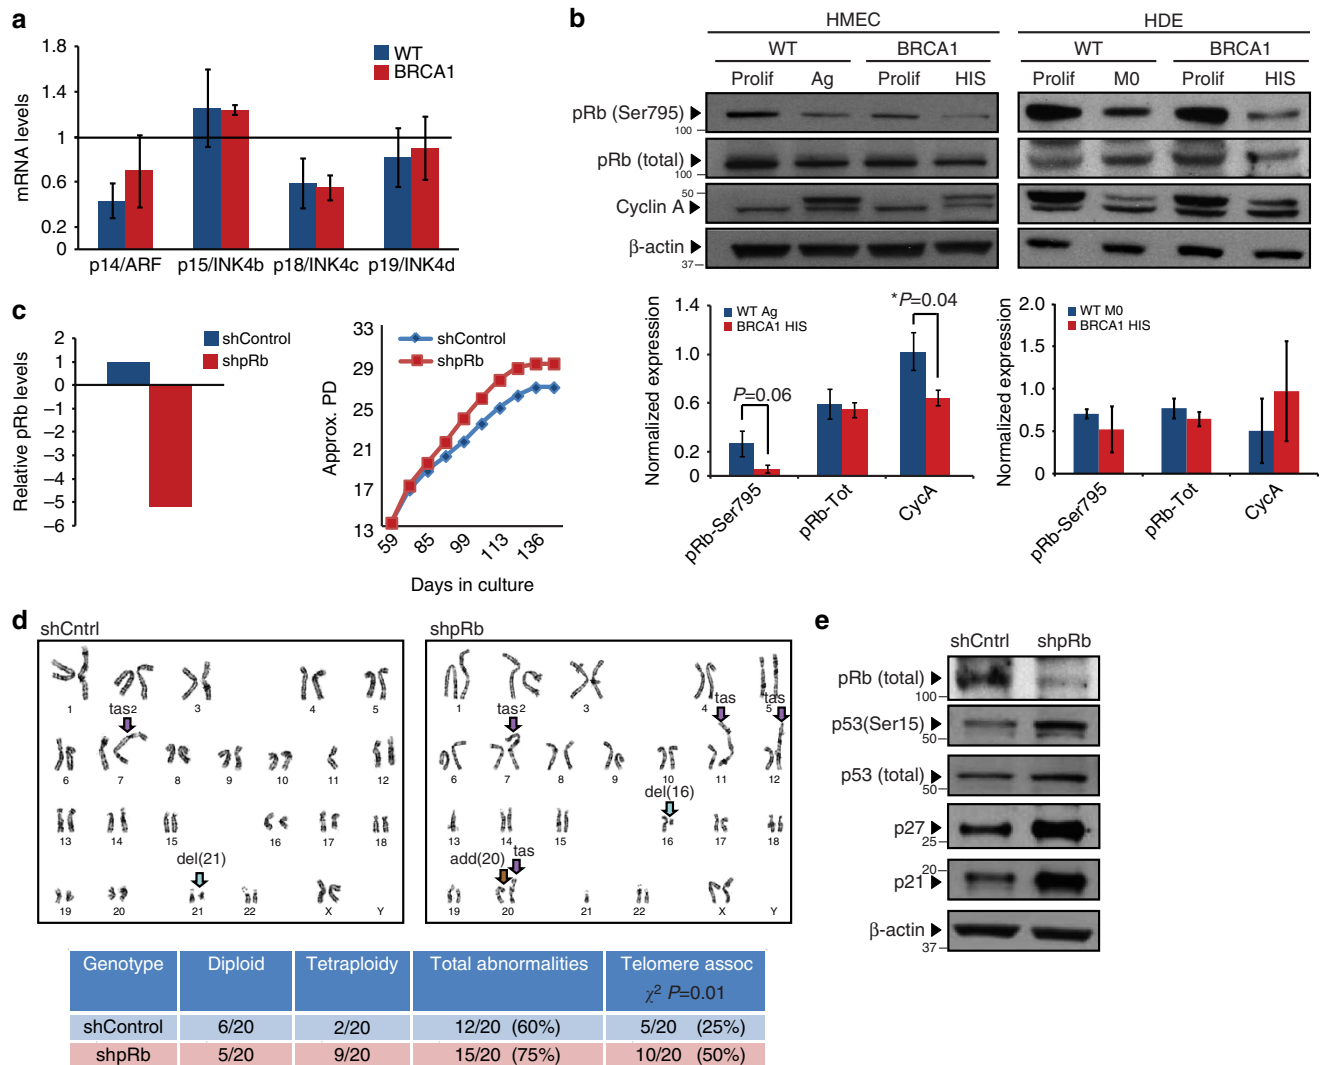 a
1.8
1.4
1
0.6
0.2
0
mRNA levels
WT
BRCA1
p14/ARF p15/INK4b p18/INK4c p19/INK4d
b
HMEC
HDE
WT BRCA1
WT BRCA1
Prolif Ag Prolif HIS
Prolif M0 Prolif HIS
pRb (Ser795)
100
pRb (total)
100
50
Cyclin A
β-actin
37
1.4
1.0
0.6
0.2
0
Normalized expression
WT Ag
BRCA1 HIS
P=0.06
*P=0.04
pRb-Ser795
pRb-Tot
CycA
2.0
1.5
1.0
0.5
0
Normalized expression
WT M0
BRCA1 HIS
pRb-Ser795
pRb-Tot
CycA
c
2
1
0
−1
−2
−3
−4
−5
−6
Relative pRb levels
shControl
shpRb
33
29
25
21
17
13
Approx. PD
shControl
shpRb
59 85 99 113 136
Days in culture
d
shCntrl
1 2 3 4 5
tas
6 7 8 9 10 11 12
13 14 15 16 17 18
del(21)
19 20 21 22 X Y
shpRb
1 2 3 4 5
tas tas tas
6 7 8 9 10 11 12
del(16)
13 14 15 16 17 18
add(20) tas
19 20 21 22 X Y
Genotype Diploid Tetraploidy Total abnormalities Telomere assoc
χ² P=0.01
shControl 6/20 2/20 12/20 (60%) 5/20 (25%)
shpRb 5/20 9/20 15/20 (75%) 10/20 (50%)
e
shCntrl shpRb
pRb (total)
100
p53(Ser15)
50
p53 (total)
50
p27
25
20
p21
β-actin
37